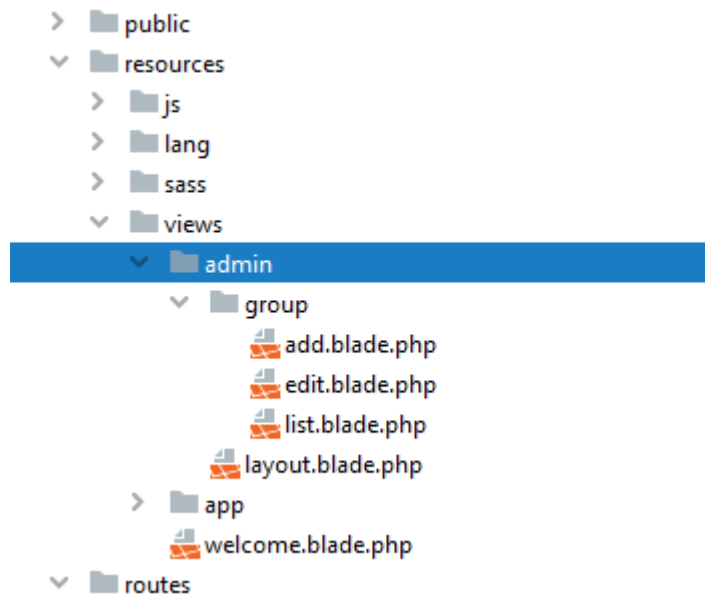 public
resources
js
lang
sass
views
admin
group
add.blade.php
edit.blade.php
list.blade.php
layout.blade.php
app
welcome.blade.php
routes